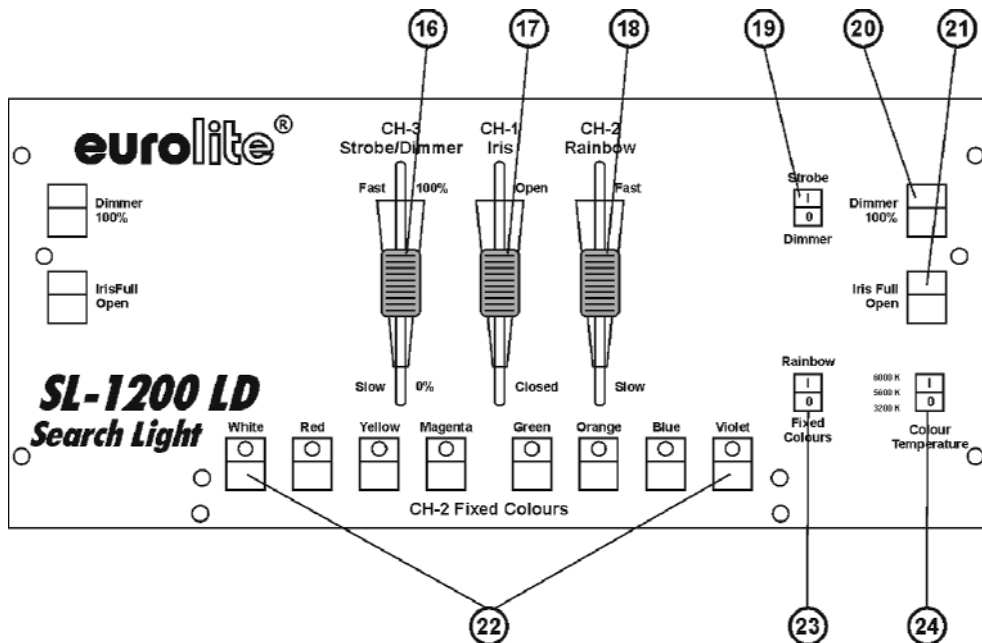 16 17 18 19 20 21
eurolite®
CH-3
Strobe/Dimmer
CH-1
Iris
CH-2
Rainbow
Fast 100%
Open
Fast
Strobe
I
0
Dimmer
Dimmer
100%
Dimmer
100%
IrisFull
Open
Iris Full
Open
Slow 0%
Closed
Slow
SL-1200 LD
Search Light
Rainbow
I
0
Fixed
Colours
6000 K
5600 K
3200 K
I
0
Colour
Temperature
White Red Yellow Magenta Green Orange Blue Violet
CH-2 Fixed Colours
22 23 24